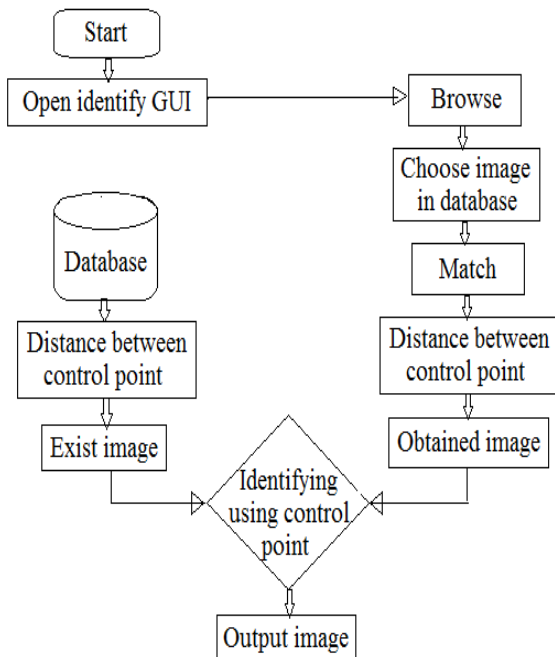 Start
Open identify GUI
Browse
Choose image
in database
Match
Distance between
control point
Obtained image
Database
Distance between
control point
Exist image
Identifying
using control
point
Output image